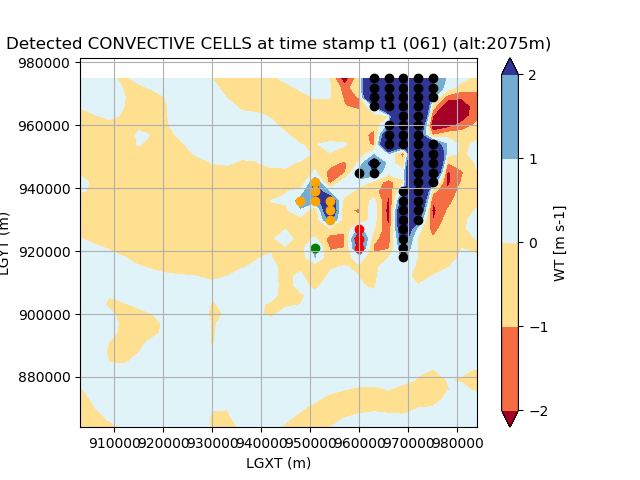 Detected CONVECTIVE CELLS at time stamp t1 (061) (alt:2075m)
980000
960000
940000
920000
900000
880000
LGYT (m)
910000 920000 930000 940000 950000 960000 970000 980000
LGXT (m)
2
1
0
−1
−2
WT [m s-1]